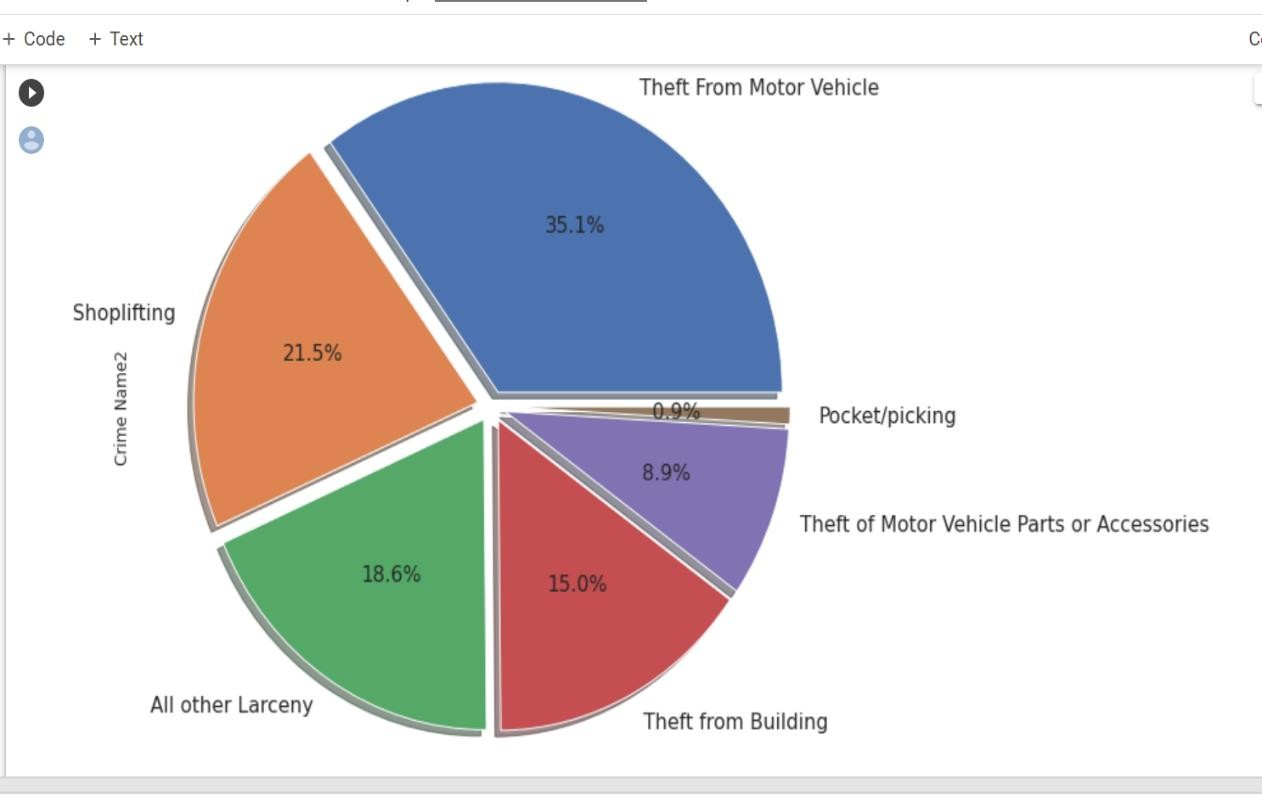 + Code + Text
Theft From Motor Vehicle
35.1%
Shoplifting
21.5%
Crime Name2
0.9%
Pocket/picking
8.9%
Theft of Motor Vehicle Parts or Accessories
18.6%
15.0%
All other Larceny
Theft from Building